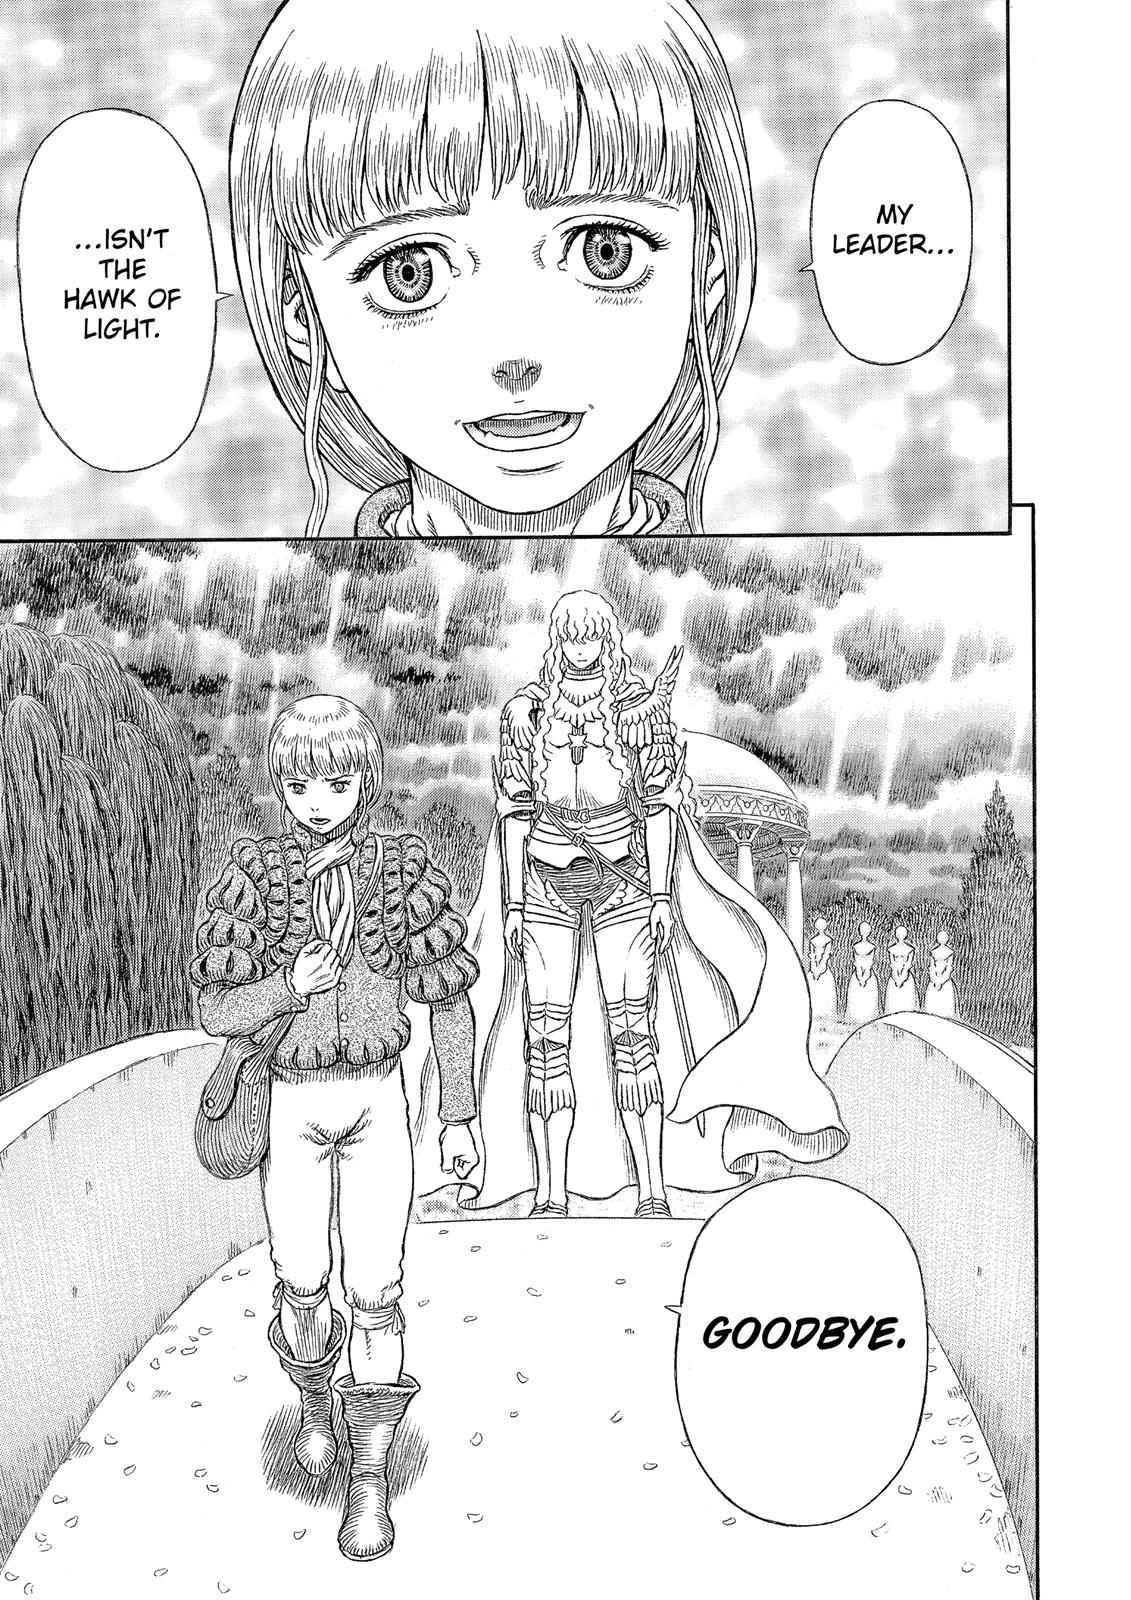 MY
LEADER...
...ISN'T
THE
HAWK OF
LIGHT.
GOODBYE.